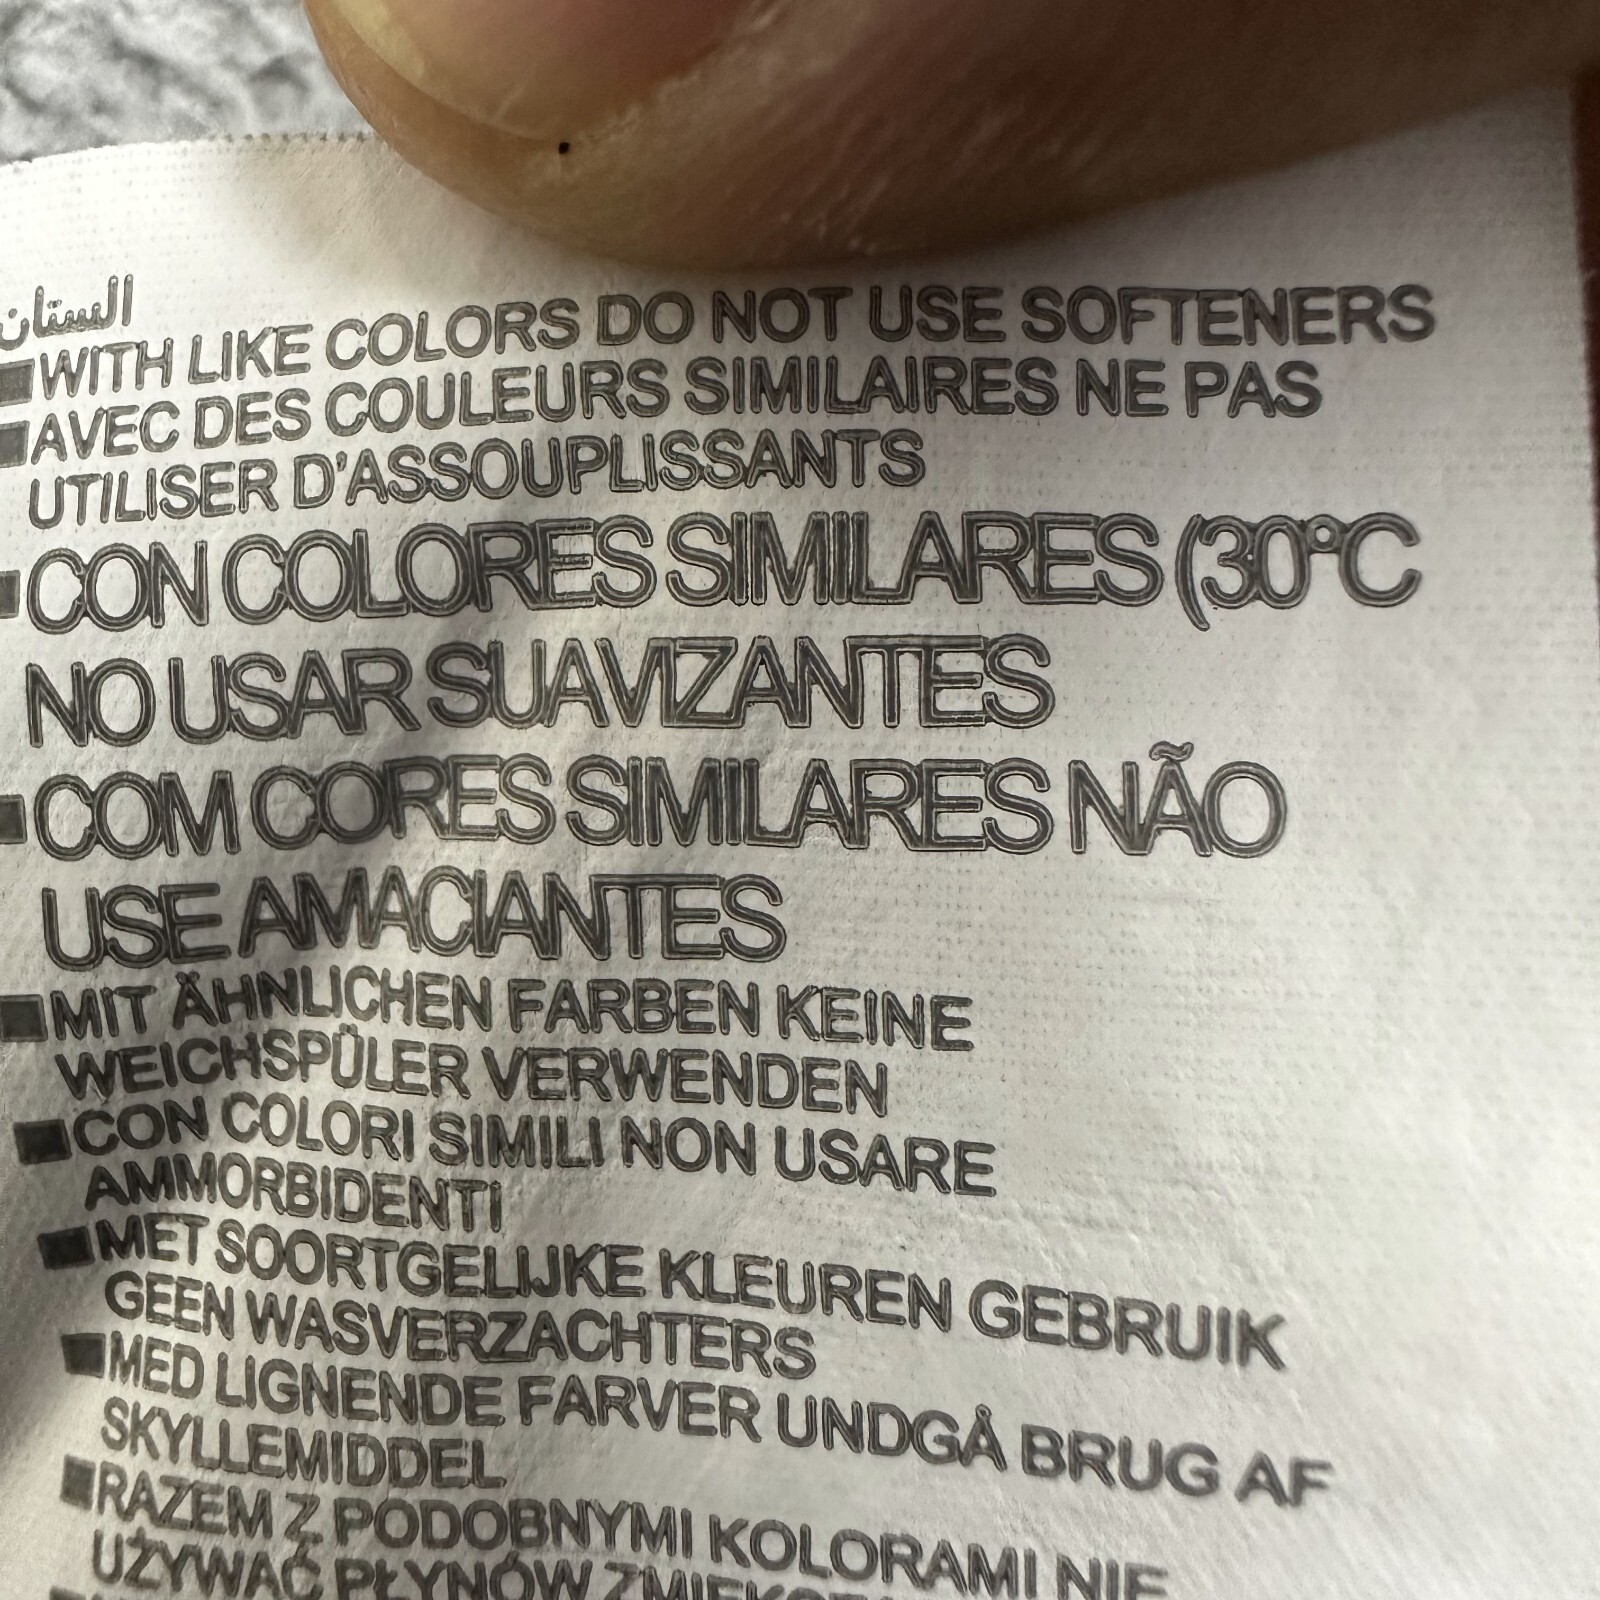 ■WITH LIKE COLORS DO NOT USE SOFTENERS
■AVEC DES COULEURS SIMILAIRES NE PAS
UTILISER D'ASSOUPLISSANTS
■CON COLORES SIMILARES (30°C
NO USAR SUAVIZANTES
■COM CORES SIMILARES NÃO
USE AMACIANTES
■MIT ÄHNLICHEN FARBEN KEINE
WEICHSPÜLER VERWENDEN
■CON COLORI SIMILI NON USARE
AMMORBIDENTI
■MET SOORTGELIJKE KLEUREN GEBRUIK
GEEN WASVERZACHTERS
■MED LIGNENDE FARVER UNDGÅ BRUG AF
SKYLLEMIDDEL
■RAZEM Z PODOBNYMI KOLORAMI NIE
UŻYWAĆ PŁYNÓW